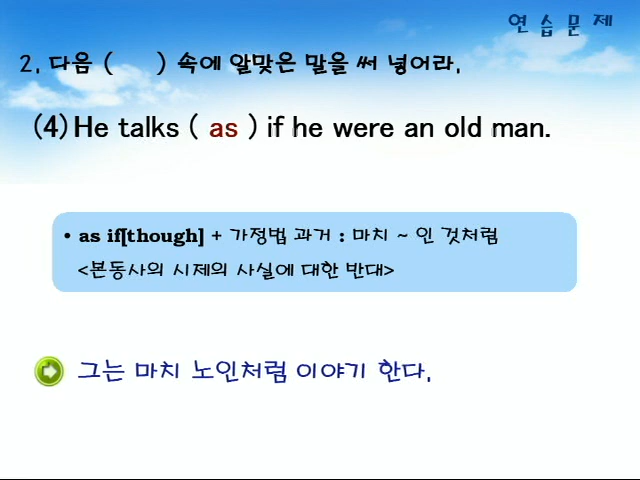 연 습 문 제
2. 다음 (     ) 속에 알맞은 말을 써 넣어라.
(4) He talks ( as ) if he were an old man.
• as if[though] + 가정법 과거 : 마치 ~ 인 것처럼
<본동사의 시제의 사실에 대한 반대>
그는 마치 노인처럼 이야기 한다.